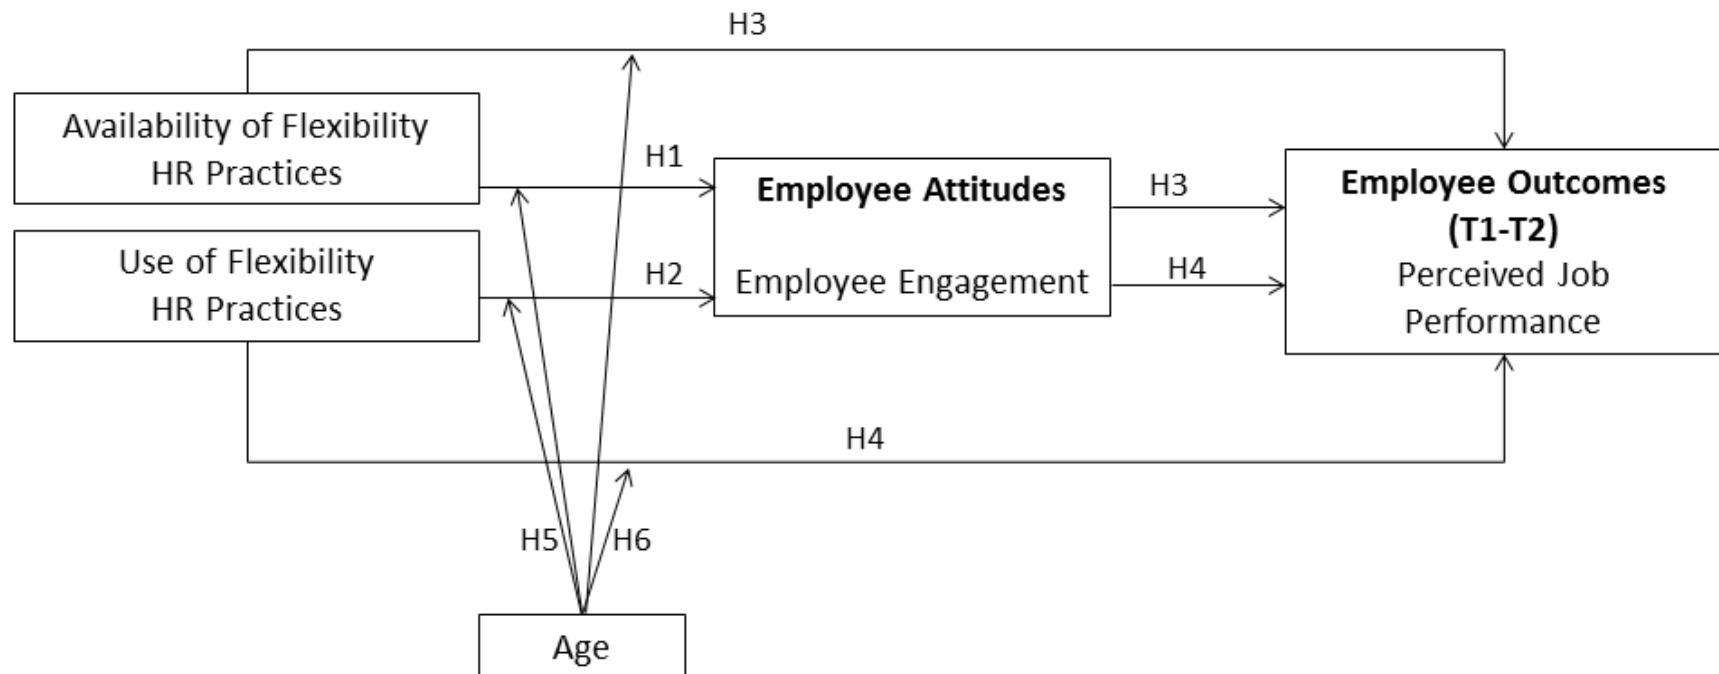 H3
Availability of Flexibility
HR Practices
H1
Employee Attitudes
Employee Engagement
H3
H4
Employee Outcomes
(T1-T2)
Perceived Job
Performance
Use of Flexibility
HR Practices
H2
H4
H5
H6
Age